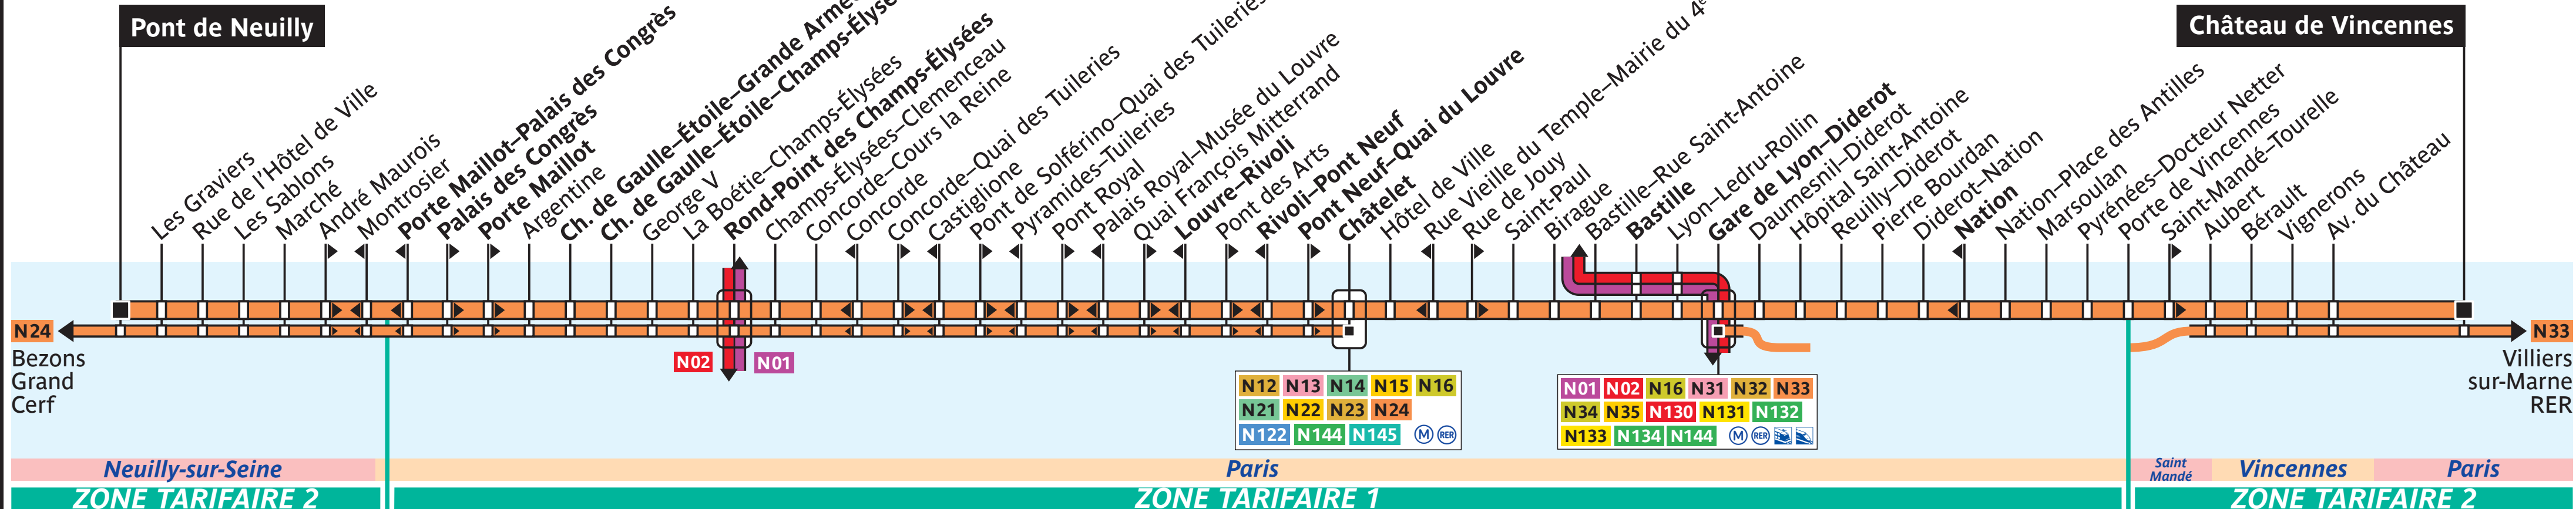 Pont de Neuilly
Château de Vincennes
Les Graviers
Rue de l'Hôtel de Ville
Les Sablons
Marché
André Maurois
Montrosier
Porte Maillot–Palais des Congrès
Palais des Congrès
Porte Maillot
Argentine
Ch. de Gaulle–Étoile–Grande
Ch. de Gaulle–Étoile–Champs-Élysé
George V
La Boétie–Champs-Élysées
Rond-Point des Champs-Élysées
Champs-Élysées–Clemenceau
Concorde–Cours la Reine
Concorde
Concorde–Quai des Tuileries
Castiglione
Pont de Solférino–Quai des Tuileries
Pyramides–Tuileries
Pont Royal
Palais Royal–Musée du Louvre
Quai François Mitterrand
Louvre–Rivoli
Pont des Arts
Rivoli–Pont Neuf
Pont Neuf–Quai du Louvre
Châtelet
Hôtel de Ville
Rue Vieille du Temple–Mairie du 4e
Rue de Jouy
Saint-Paul
Birague
Bastille–Rue Saint-Antoine
Bastille
Lyon–Ledru-Rollin
Gare de Lyon–Diderot
Daumesnil–Diderot
Hôpital Saint-Antoine
Reuilly–Diderot
Pierre Bourdan
Diderot–Nation
Nation
Nation–Place des Antilles
Marsoulan
Pyrénées–Docteur Netter
Porte de Vincennes
Saint-Mandé–Tourelle
Aubert
Bérault
Vignerons
Av. du Château
N24
Bezons
Grand
Cerf
N02 N01
N12 N13 N14 N15 N16
N21 N22 N23 N24
N122 N144 N145 M RER
N01 N02 N16 N31 N32 N33
N34 N35 N130 N131 N132
N133 N134 N144 M RER
N33
Villiers
sur-Marne
RER
Neuilly-sur-Seine
Paris
Saint
Mandé
Vincennes
Paris
ZONE TARIFAIRE 2
ZONE TARIFAIRE 1
ZONE TARIFAIRE 2